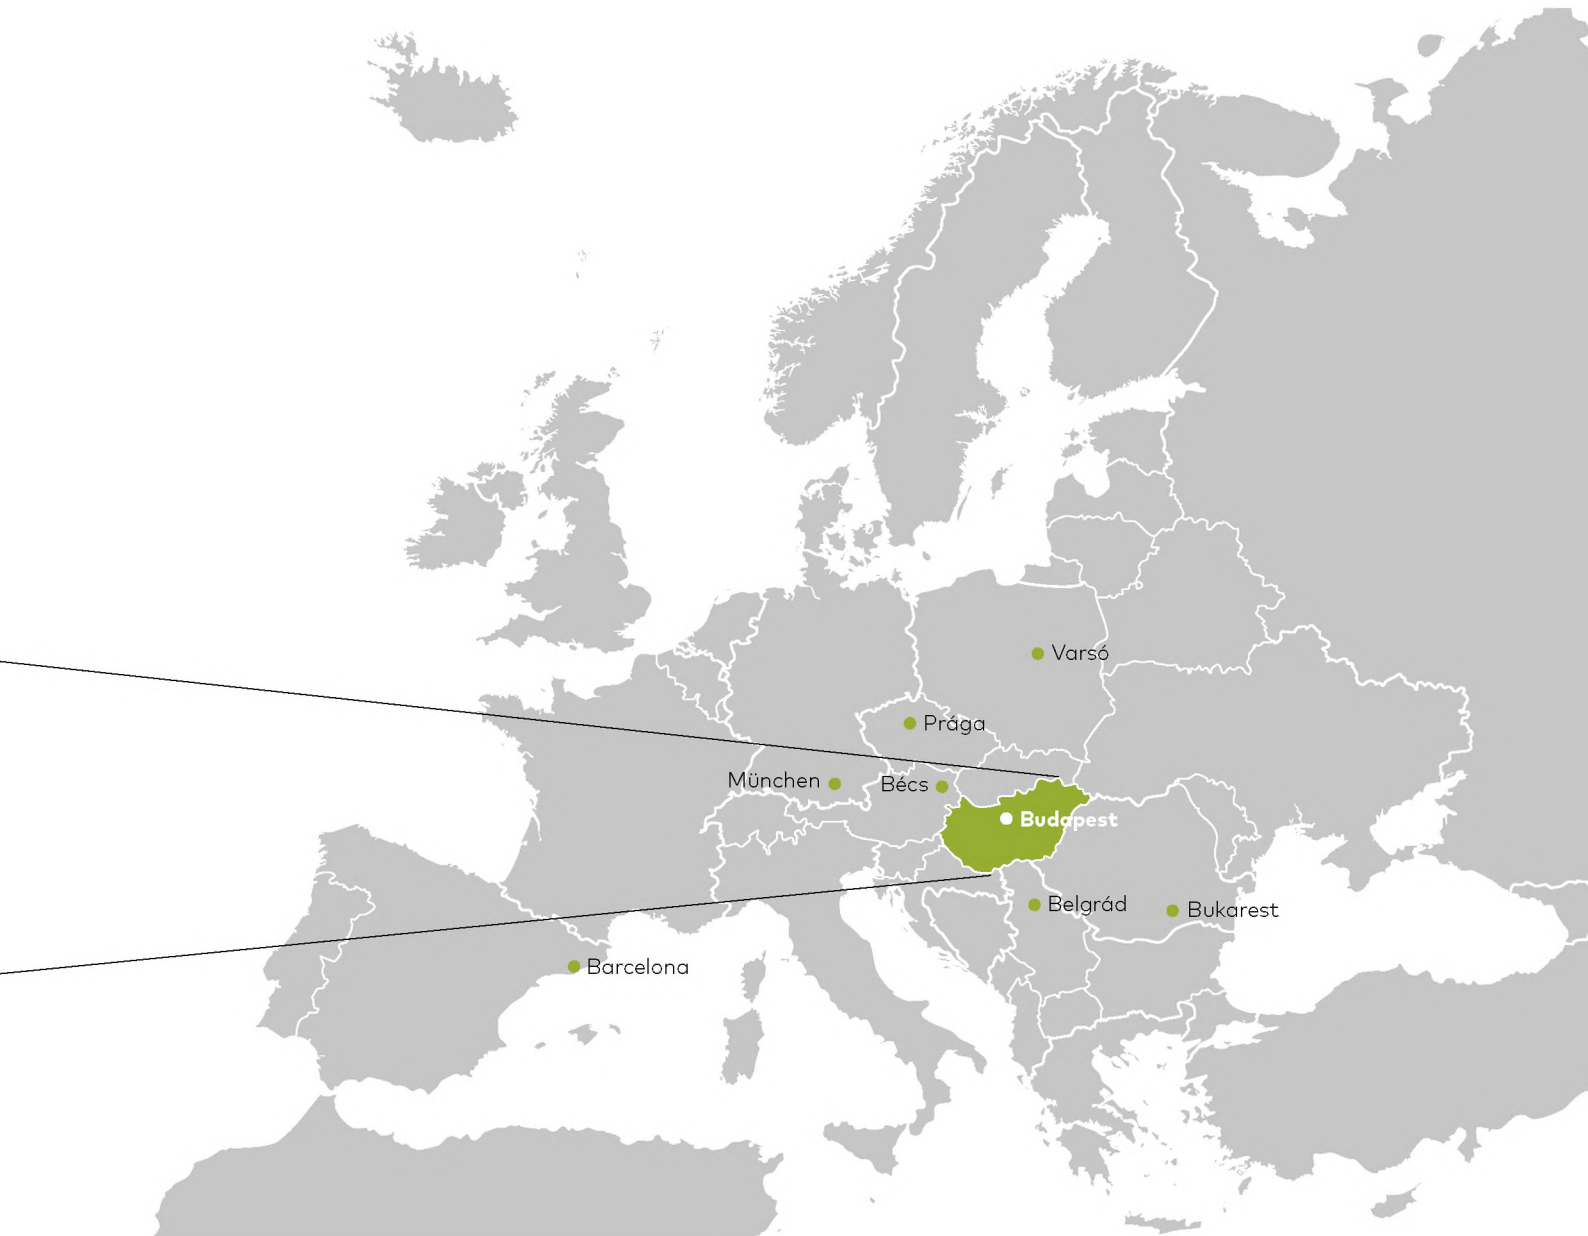 Varsó
Prága
München
Bécs
Budapest
Belgrád
Bukarest
Barcelona